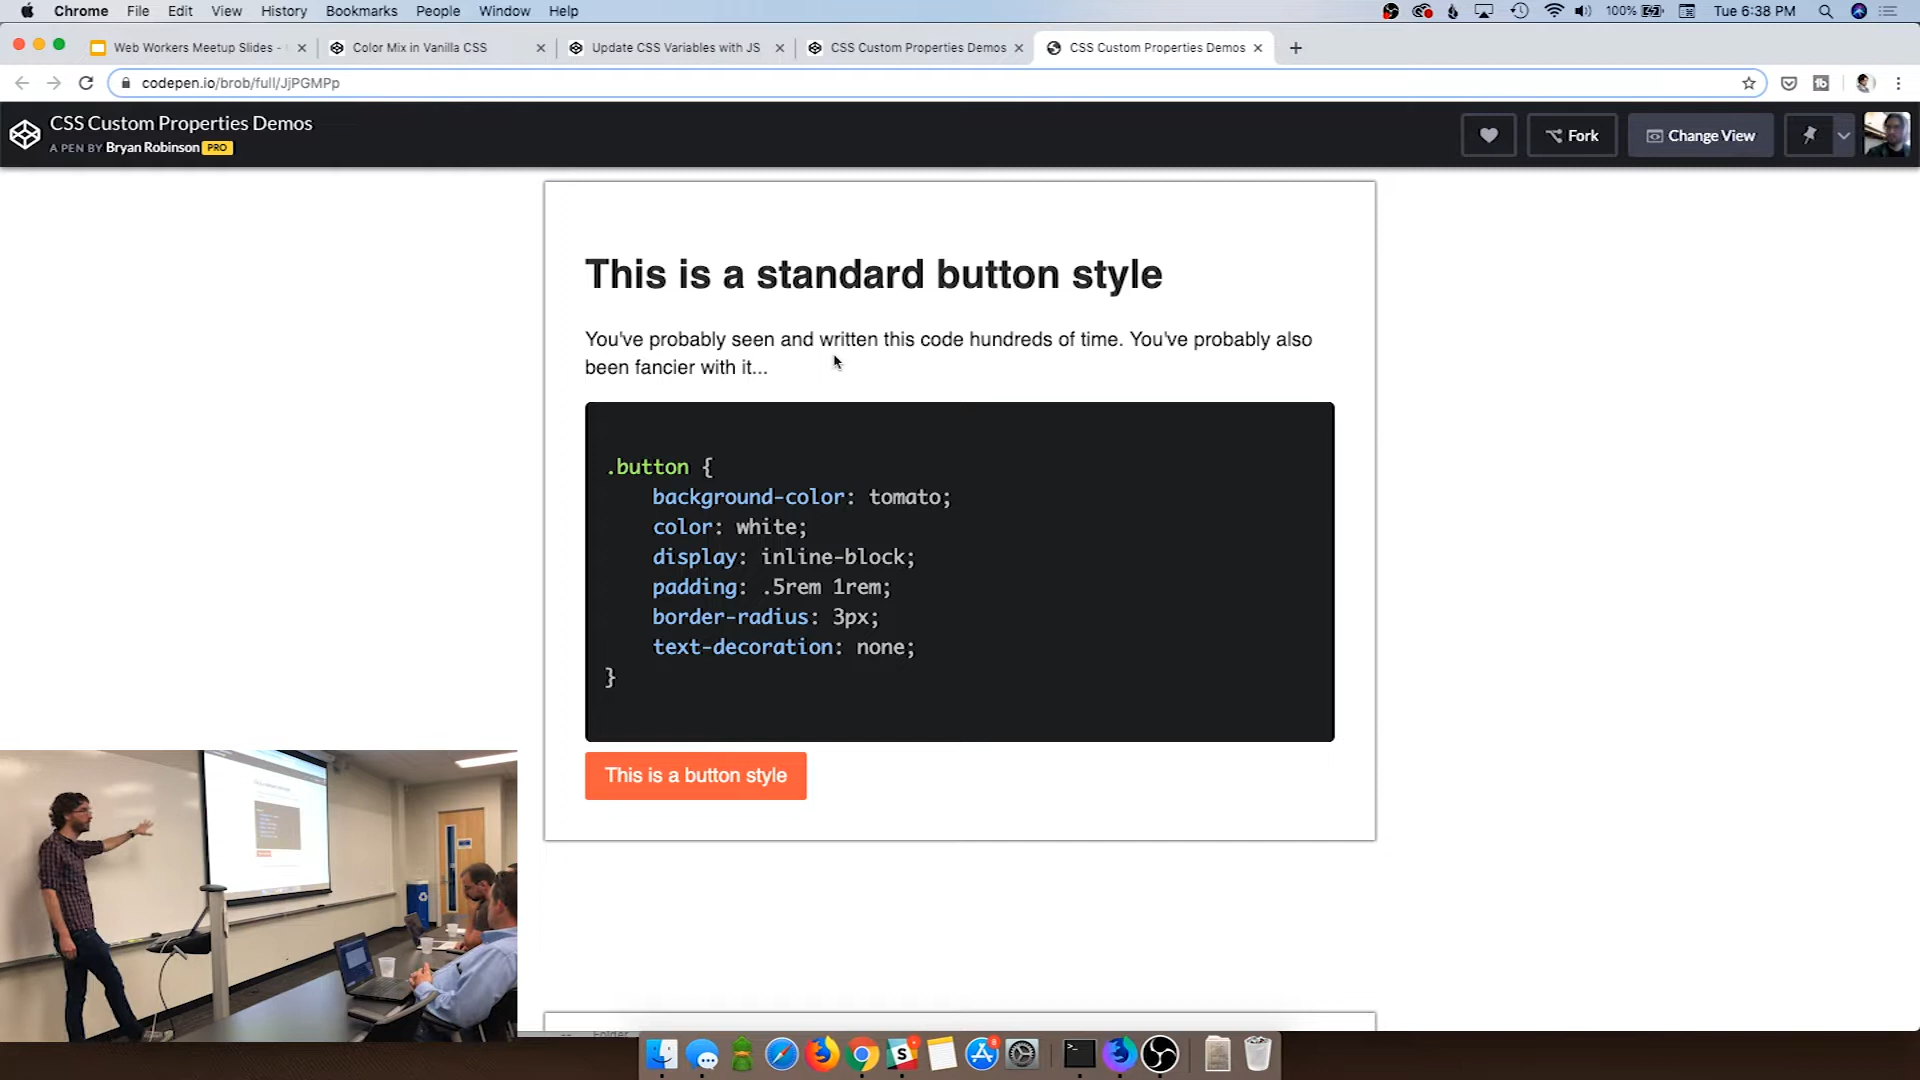 Chrome File Edit View History Bookmarks People Window Help 100% Tue 6:38 PM
Web Workers Meetup Slides - Color Mix in Vanilla CSS Update CSS Variables with JS CSS Custom Properties Demos CSS Custom Properties Demos
codepen.io/brob/full/JjPGMPp
CSS Custom Properties Demos
A PEN BY Bryan Robinson PRO
Fork Change View
This is a standard button style
You've probably seen and written this code hundreds of time. You've probably also
been fancier with it...
.button {
background-color: tomato;
color: white;
display: inline-block;
padding: .5rem 1rem;
border-radius: 3px;
text-decoration: none;
}
This is a button style